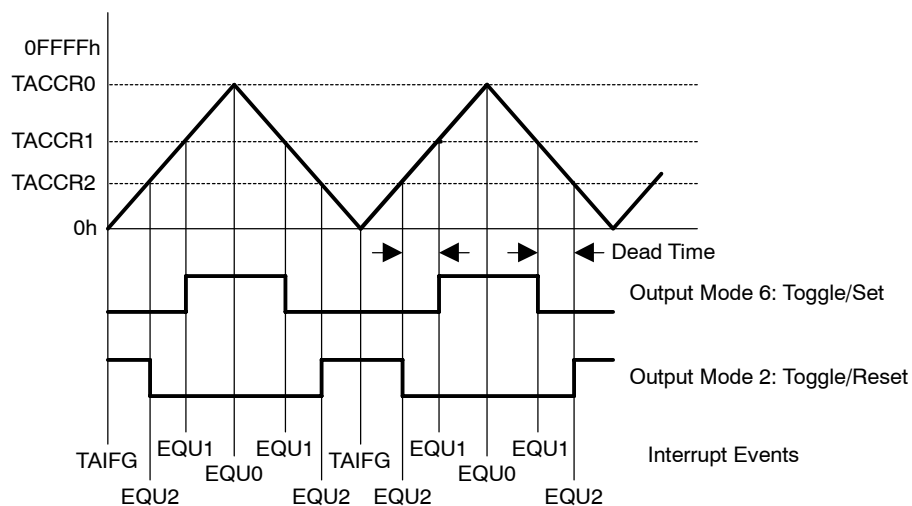 0FFFFh
TACCR0
TACCR1
TACCR2
0h
Dead Time
Output Mode 6: Toggle/Set
Output Mode 2: Toggle/Reset
TAIFG EQU1 EQU1 TAIFG EQU1 EQU1 Interrupt Events
EQU0 EQU0
EQU2 EQU2 EQU2 EQU2